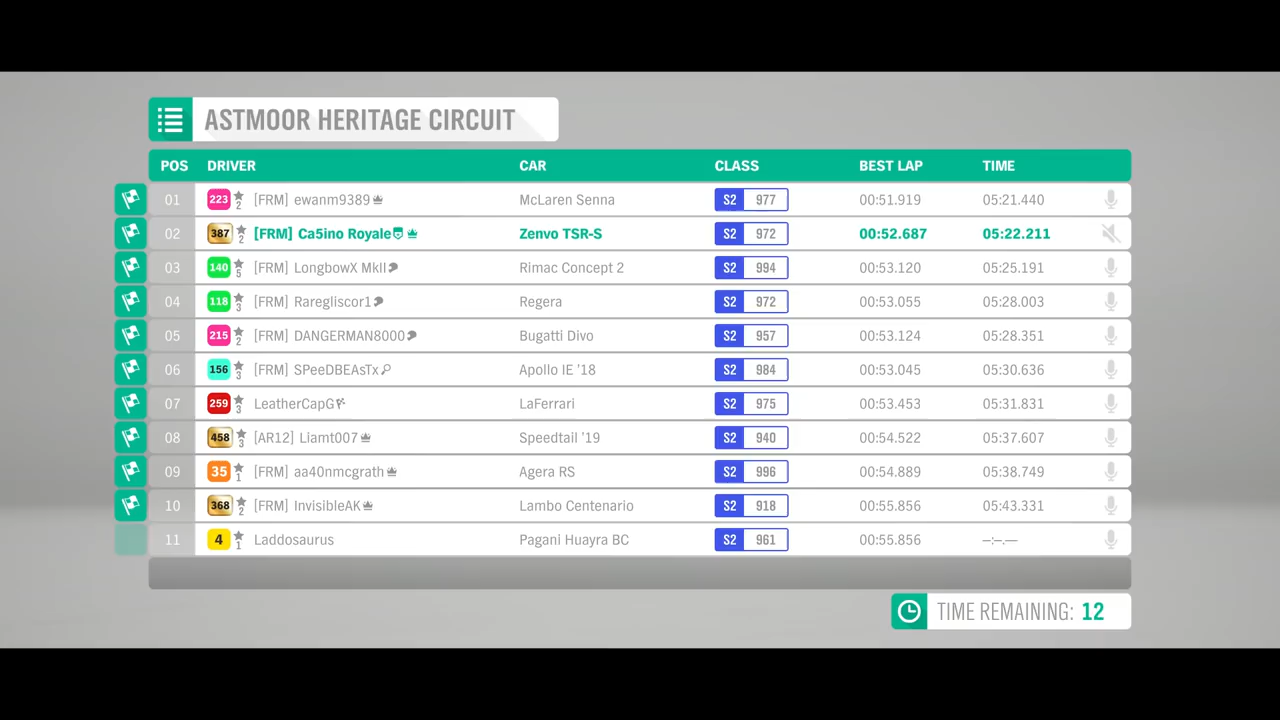 ASTMOOR HERITAGE CIRCUIT
POS DRIVER CAR CLASS BEST LAP TIME
01 223 2 [FRM] ewanm9389 McLaren Senna S2 977 00:51.919 05:21.440
02 387 2 [FRM] Ca5ino Royale Zenvo TSR-S S2 972 00:52.687 05:22.211
03 140 5 [FRM] LongbowX MkII Rimac Concept 2 S2 994 00:53.120 05:25.191
04 118 3 [FRM] Raregliscor1 Regera S2 972 00:53.055 05:28.003
05 215 2 [FRM] DANGERMAN8000 Bugatti Divo S2 957 00:53.124 05:28.351
06 156 3 [FRM] SPeeDBEAsTx Apollo IE '18 S2 984 00:53.045 05:30.636
07 259 3 LeatherCapG LaFerrari S2 975 00:53.453 05:31.831
08 458 3 [AR12] Liamt007 Speedtail '19 S2 940 00:54.522 05:37.607
09 35 1 [FRM] aa40nmcgrath Agera RS S2 996 00:54.889 05:38.749
10 368 2 [FRM] InvisibleAK Lambo Centenario S2 918 00:55.856 05:43.331
11 4 1 Laddosaurus Pagani Huayra BC S2 961 00:55.856 –:–.––
TIME REMAINING: 12